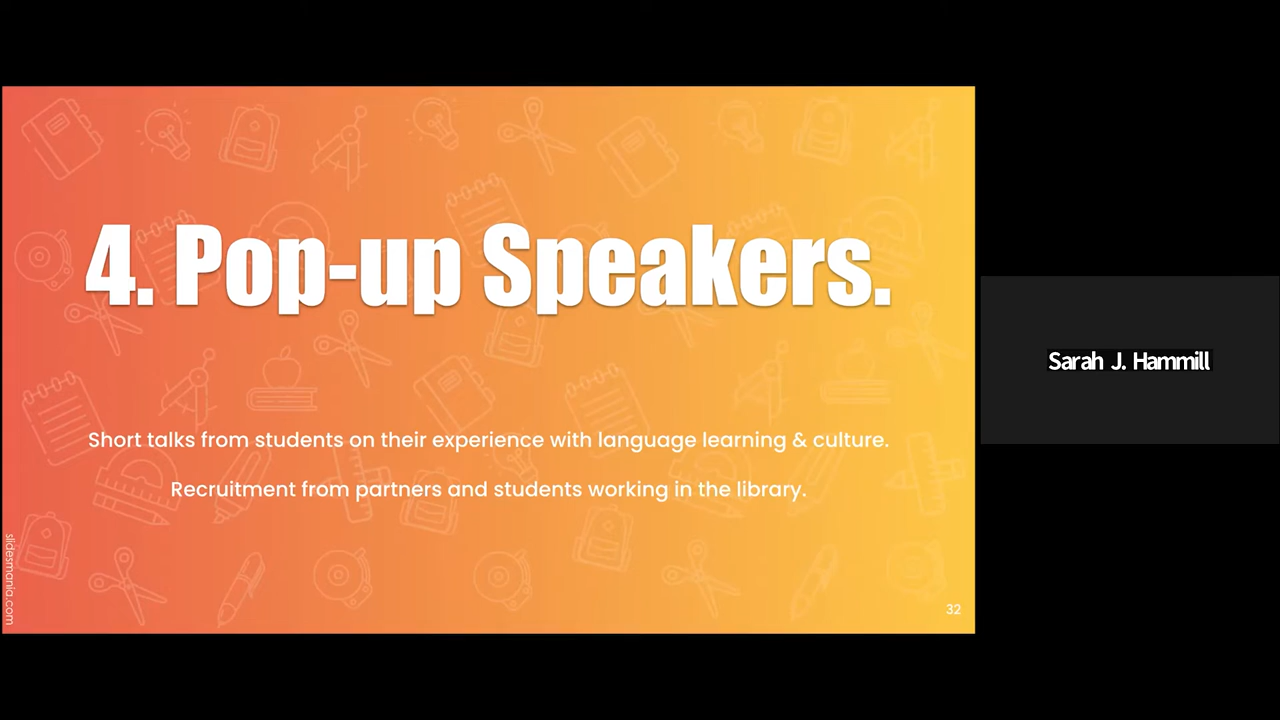 4. Pop-up Speakers.
Short talks from students on their experience with language learning & culture.
Recruitment from partners and students working in the library.
slidesmania.com
32
Sarah J. Hammill